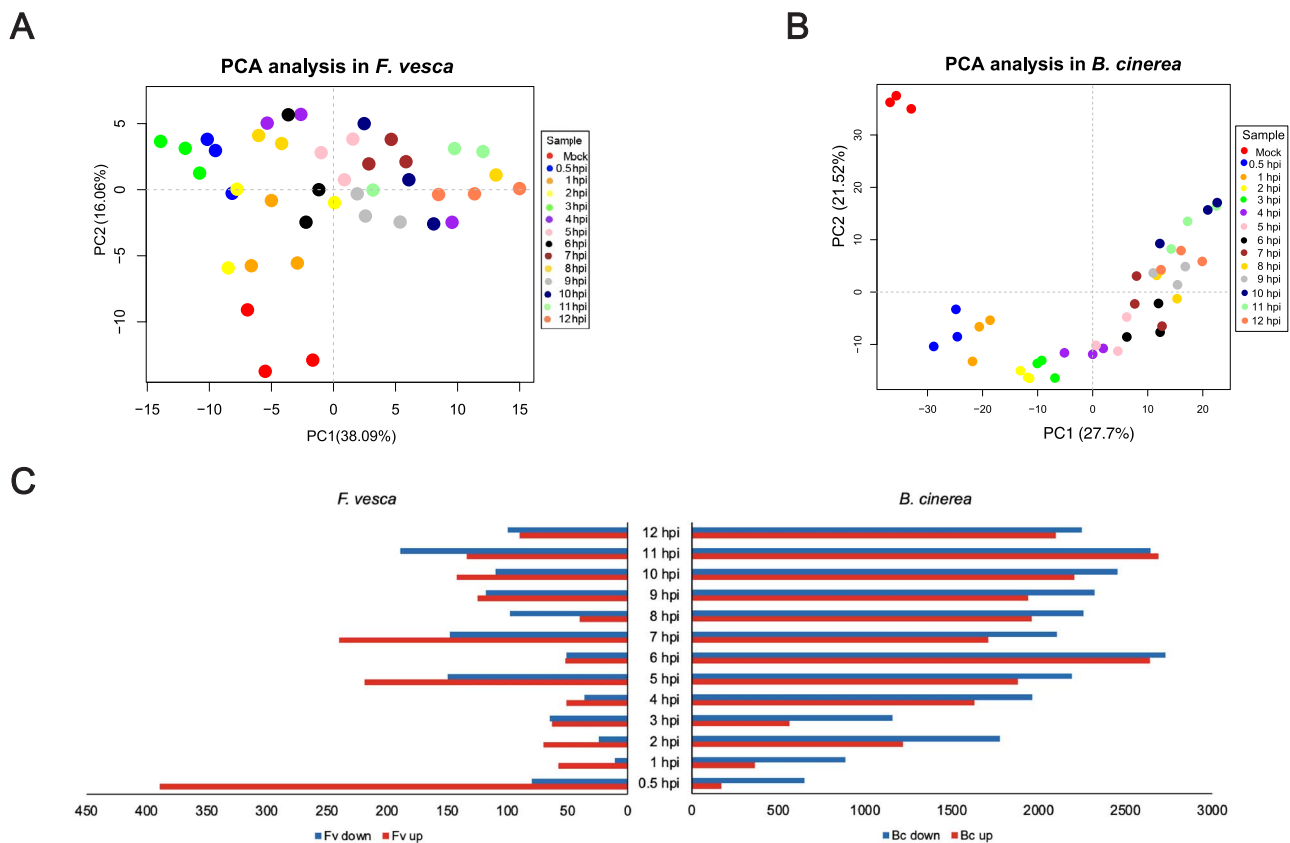 A
PCA analysis in F. vesca
PC2 (16.06%)
5
0
−5
−10
−15
−10
−5
0
5
10
15
PC1(38.09%)
Sample
Mock
0.5 hpi
1 hpi
2 hpi
3 hpi
4 hpi
5 hpi
6 hpi
7 hpi
8 hpi
9 hpi
10 hpi
11 hpi
12 hpi
B
PCA analysis in B. cinerea
PC2 (21.52%)
30
20
10
0
−10
−30
−20
−10
0
10
20
PC1 (27.7%)
Sample
Mock
0.5 hpi
1 hpi
2 hpi
3 hpi
4 hpi
5 hpi
6 hpi
7 hpi
8 hpi
9 hpi
10 hpi
11 hpi
12 hpi
C
F. vesca
B. cinerea
12 hpi
11 hpi
10 hpi
9 hpi
8 hpi
7 hpi
6 hpi
5 hpi
4 hpi
3 hpi
2 hpi
1 hpi
0.5 hpi
450 400 350 300 250 200 150 100 50 0
0 500 1000 1500 2000 2500 3000
Fv down Fv up
Bc down Bc up